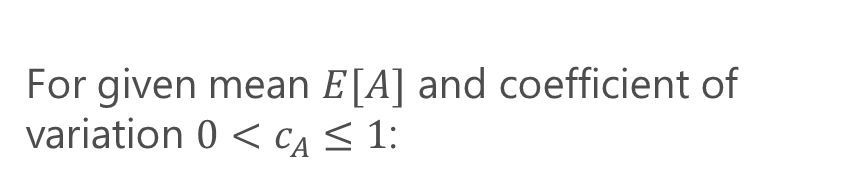 For given mean E[A] and coefficient of
variation 0 < c_A ≤ 1: